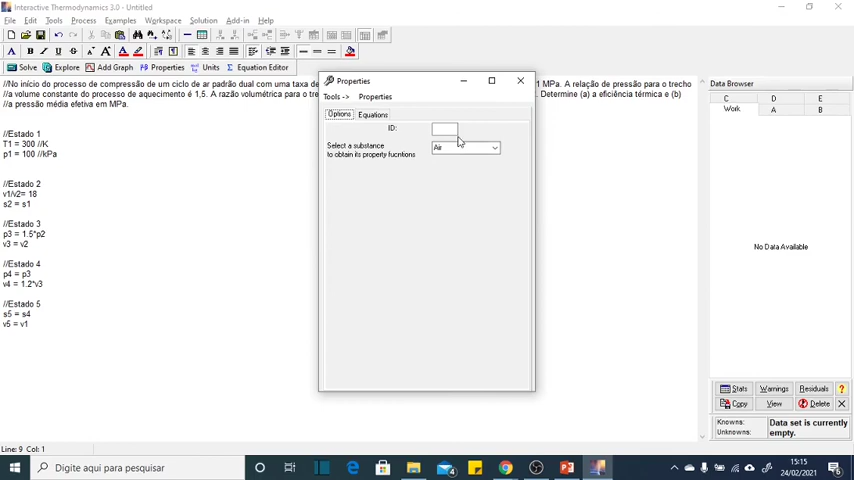 Interactive Thermodynamics 3.0 - Untitled
File Edit Tools Process Examples Workspace Solution Add-in Help
Solve Explore Add Graph Properties Units Equation Editor
//No início do processo de compressão de um ciclo de ar padrão dual com uma taxa de
1 MPa. A relação de pressão para o trecho
//a volume constante do processo de aquecimento é 1,5. A razão volumétrica para o tre
Determine (a) a eficiência térmica e (b)
//a pressão média efetiva em MPa.
//Estado 1
T1 = 300 //K
p1 = 100 //kPa
//Estado 2
v1/v2= 18
s2 = s1
//Estado 3
p3 = 1.5*p2
v3 = v2
//Estado 4
p4 = p3
v4 = 1.2*v3
//Estado 5
s5 = s4
v5 = v1
Properties
Tools -> Properties
Options Equations
ID:
Select a substance
to obtain its property fucntions
Air
Data Browser
C D E
Work A B
No Data Available
Stats Warnings Residuals ?
Copy View Delete
Knowns:
Unknowns:
Data set is currently
empty.
Line: 9 Col: 1
Digite aqui para pesquisar
15:15
24/02/2021